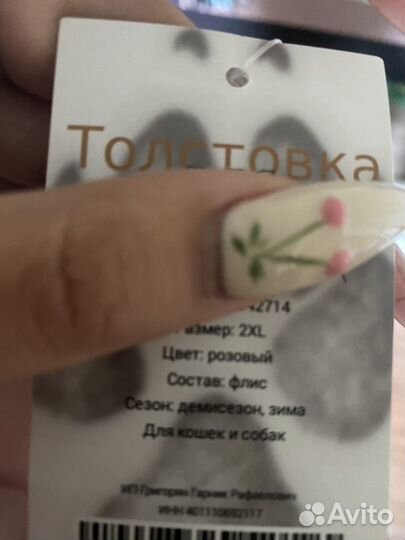 Толстовка
42714
Размер: 2XL
Цвет: розовый
Состав: флис
Сезон: демисезон, зима
Для кошек и собак
ИП Григорян Гарник Рафаелович
ИНН 401110692117
Avito